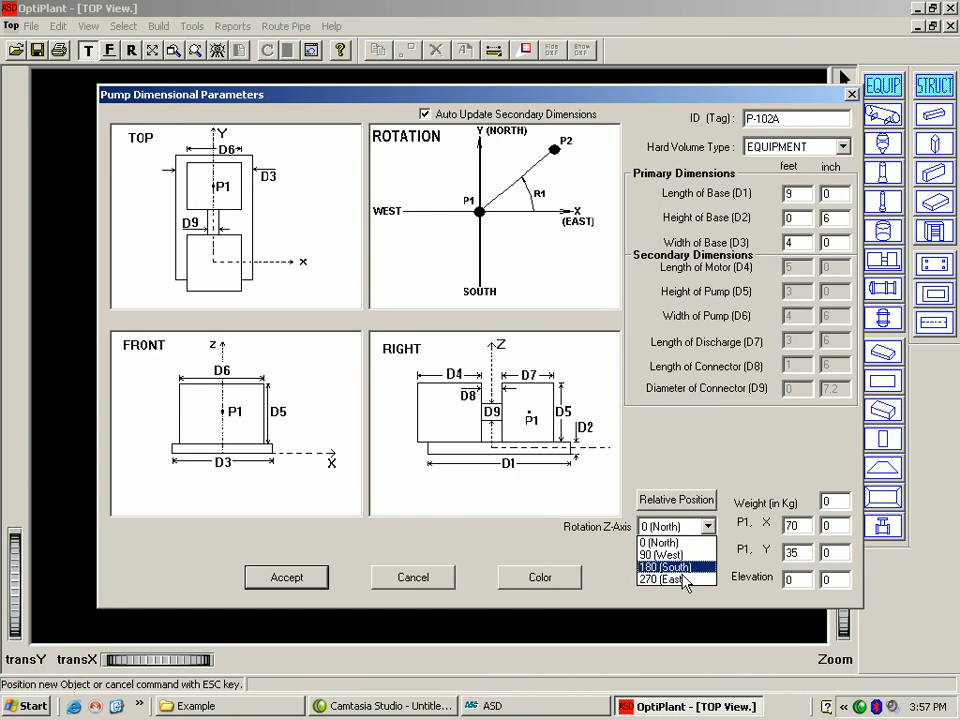 ASD OptiPlant - [TOP View.]
Top File Edit View Select Build Tools Reports Route Pipe Help
T F R Hide DXF Show DXF
Pump Dimensional Parameters
Auto Update Secondary Dimensions
ID (Tag) : P-102A
Hard Volume Type : EQUIPMENT
feet inch
Primary Dimensions
Length of Base (D1) 9 0
Height of Base (D2) 0 6
Width of Base (D3) 4 0
Secondary Dimensions
Length of Motor (D4) 5 0
Height of Pump (D5) 3 0
Width of Pump (D6) 4 6
Length of Discharge (D7) 3 6
Length of Connector (D8) 1 6
Diameter of Connector (D9) 0 7.2
TOP
Y
D6
D3
P1
D9
x
ROTATION
Y (NORTH)
P2
P1
R1
WEST
X
(EAST)
SOUTH
FRONT
z
D6
P1
D5
D3
X
RIGHT
Z
D4
D7
D8
D9
P1
D5
D2
D1
Relative Position
Weight (in Kg) 0
Rotation Z-Axis 0 (North)
0 (North)
90 (West)
180 (South)
270 (East)
P1, X 70 0
P1, Y 35 0
Elevation 0 0
Accept
Cancel
Color
EQUIP
STRUCT
transY transX
Zoom
Position new Object or cancel command with ESC key.
Start
Example
Camtasia Studio - Untitle...
ASD
OptiPlant - [TOP View.]
3:57 PM